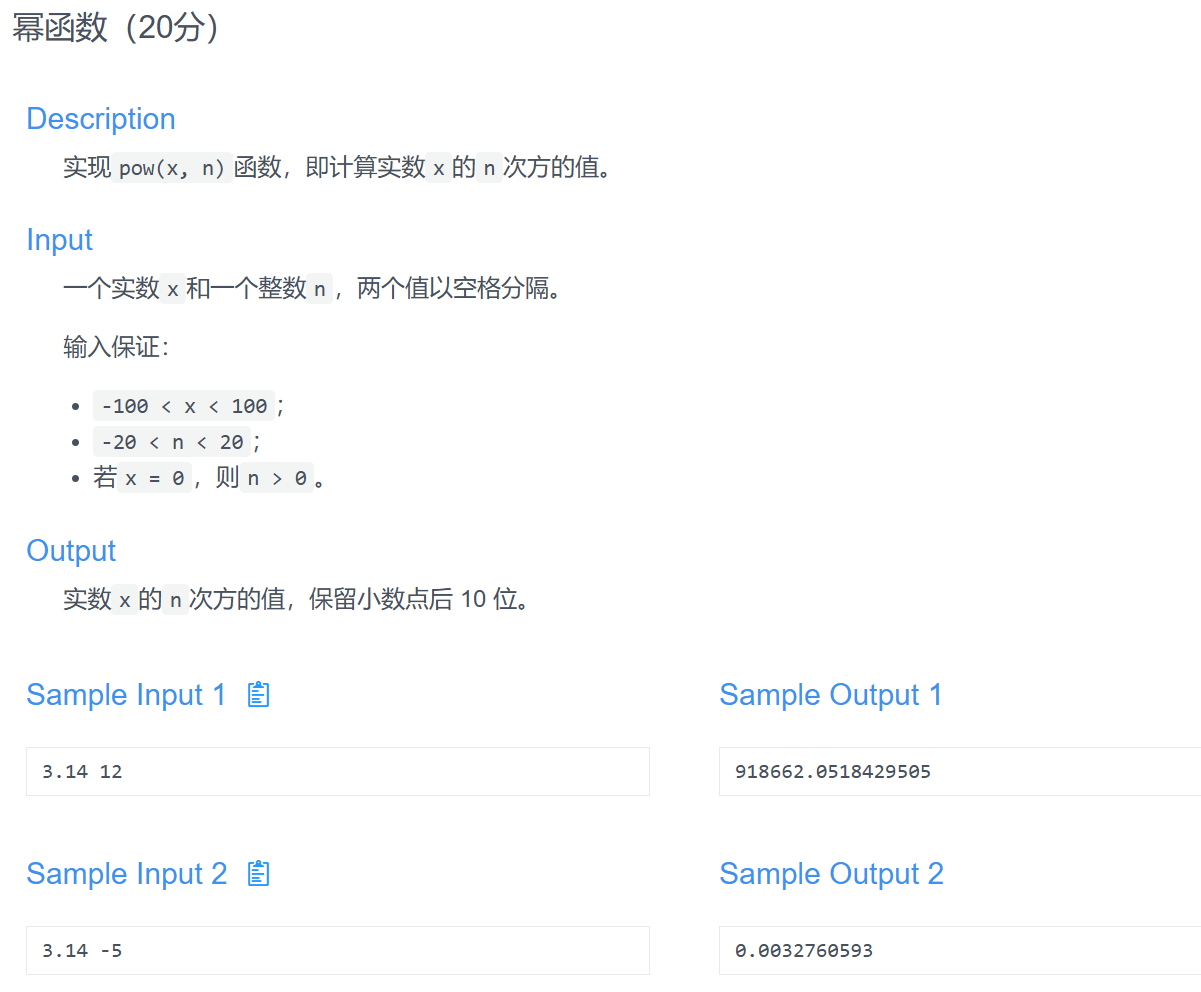 幂函数（20分）
Description
实现 pow(x, n) 函数，即计算实数 x 的 n 次方的值。
Input
一个实数 x 和一个整数 n ，两个值以空格分隔。
输入保证：
• -100 < x < 100 ；
• -20 < n < 20 ；
• 若 x = 0 ，则 n > 0 。
Output
实数 x 的 n 次方的值，保留小数点后 10 位。
Sample Input 1
Sample Output 1
3.14 12
918662.0518429505
Sample Input 2
Sample Output 2
3.14 -5
0.0032760593